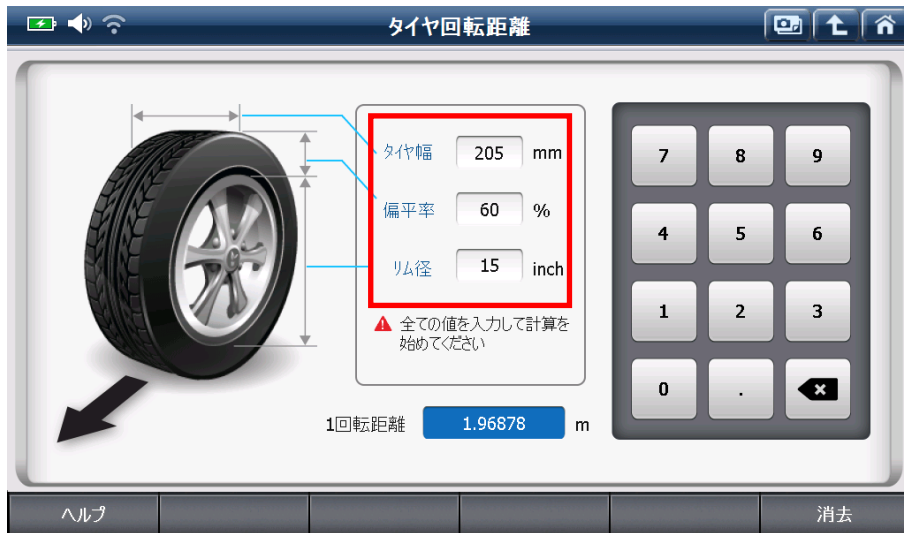 タイヤ回転距離
タイヤ幅 205 mm
偏平率 60 %
リム径 15 inch
全ての値を入力して計算を
始めてください
1回転距離 1.96878 m
7 8 9
4 5 6
1 2 3
0 .
ヘルプ 消去